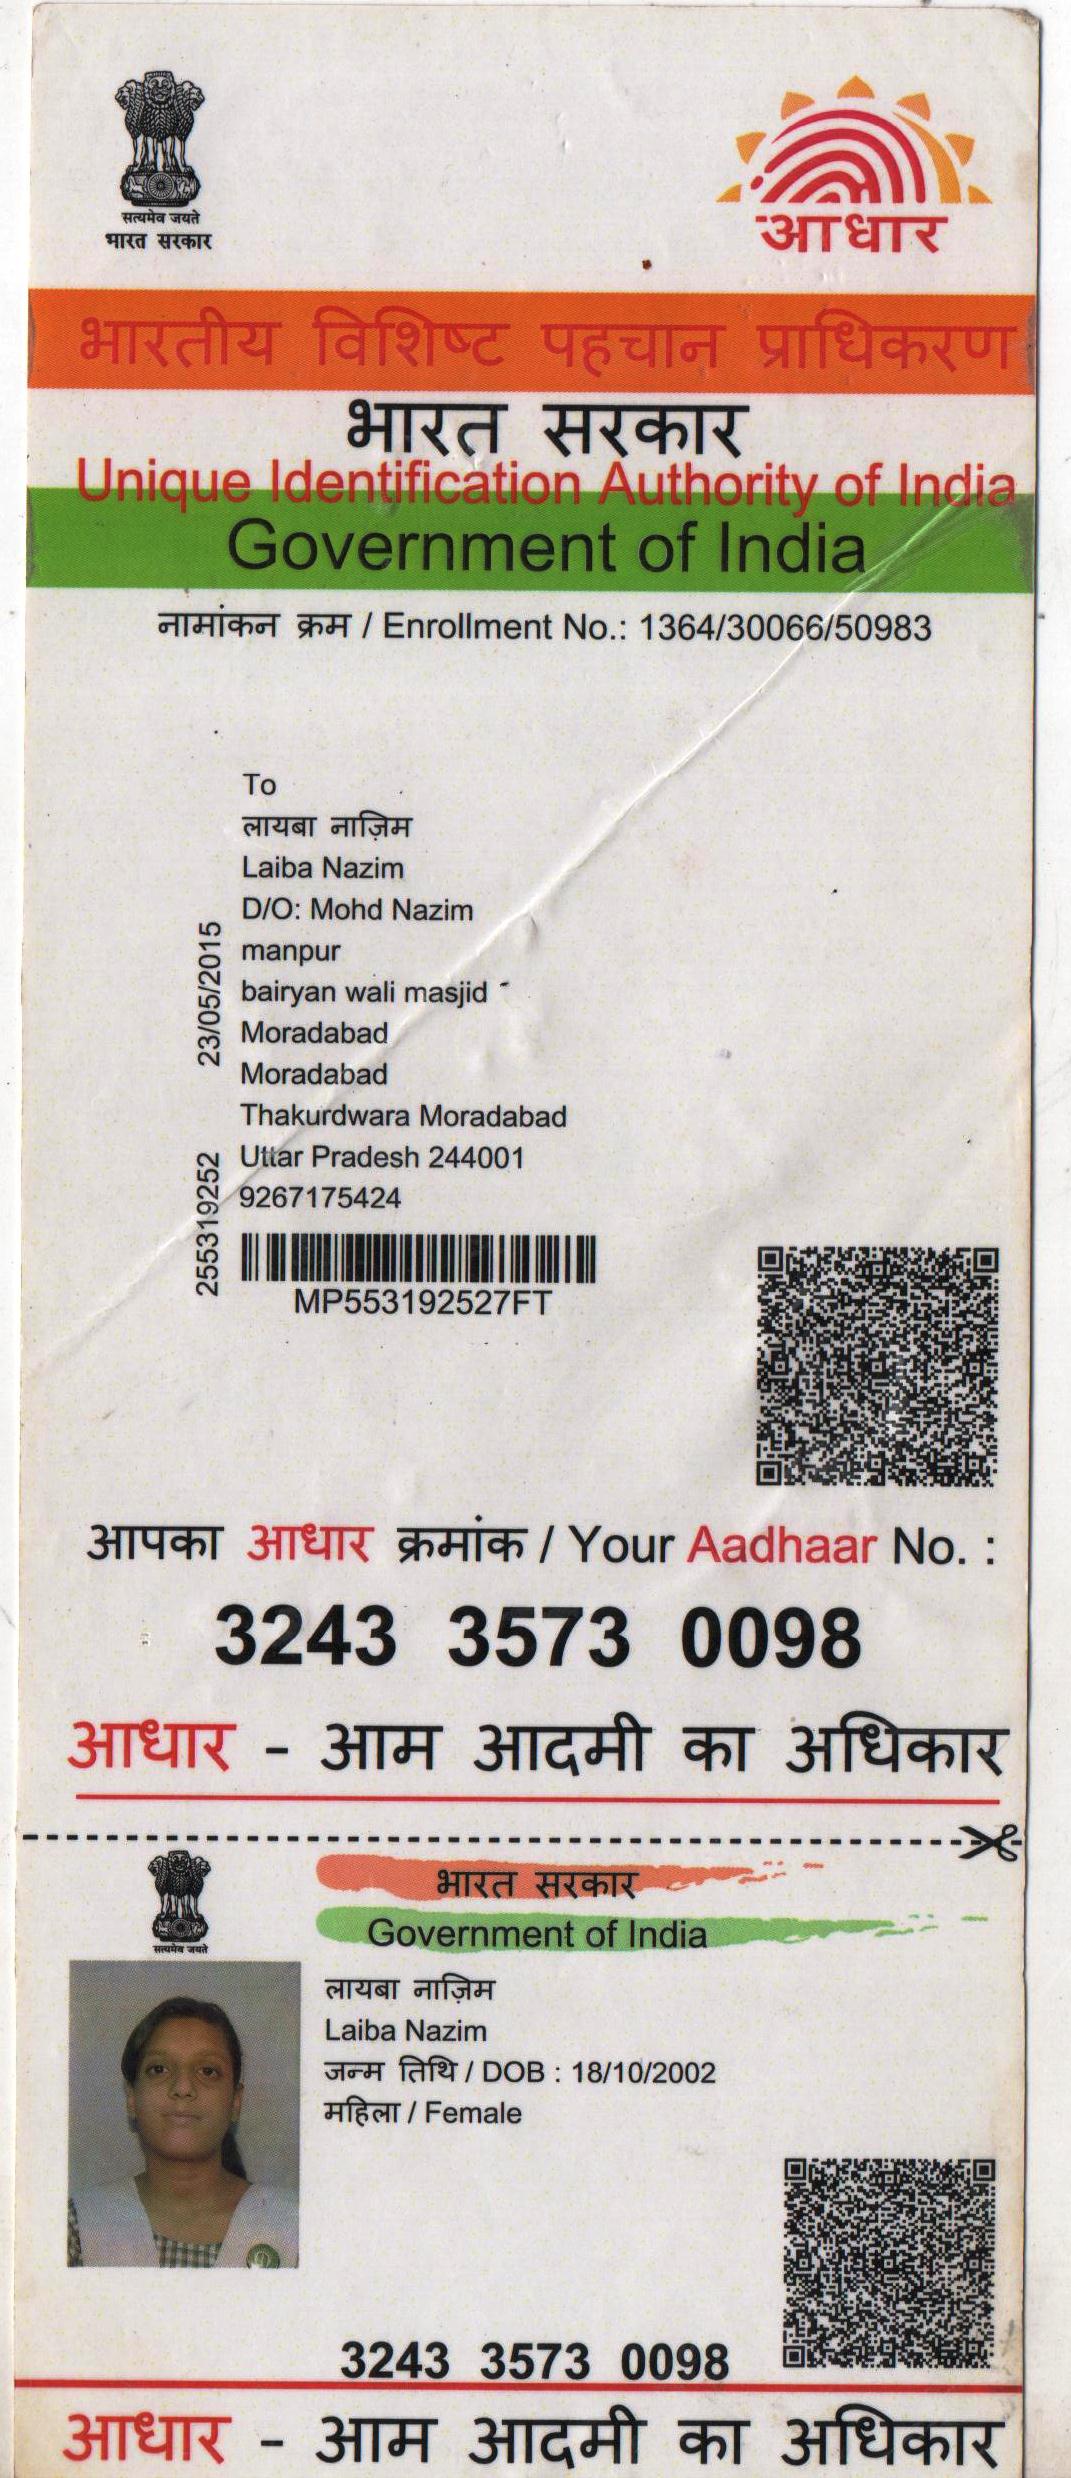 सत्यमेव जयते
भारत सरकार
आधार
भारतीय विशिष्ट पहचान प्राधिकरण
भारत सरकार
Unique Identification Authority of India
Government of India
नामांकन क्रम / Enrollment No.: 1364/30066/50983
To
लायबा नाज़िम
Laiba Nazim
D/O: Mohd Nazim
manpur
bairyan wali masjid
Moradabad
Moradabad
Thakurdwara Moradabad
Uttar Pradesh 244001
9267175424
23/05/2015
255319252
MP553192527FT
आपका आधार क्रमांक / Your Aadhaar No. :
3243 3573 0098
आधार - आम आदमी का अधिकार
सत्यमेव जयते
भारत सरकार
Government of India
लायबा नाज़िम
Laiba Nazim
जन्म तिथि / DOB : 18/10/2002
महिला / Female
3243 3573 0098
आधार - आम आदमी का अधिकार